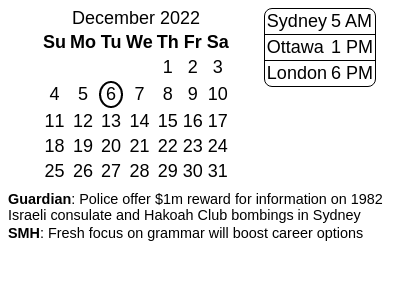 December 2022
Su Mo Tu We Th Fr Sa
1 2 3
4 5 6 7 8 9 10
11 12 13 14 15 16 17
18 19 20 21 22 23 24
25 26 27 28 29 30 31
Sydney 5 AM
Ottawa 1 PM
London 6 PM
Guardian: Police offer $1m reward for information on 1982
Israeli consulate and Hakoah Club bombings in Sydney
SMH: Fresh focus on grammar will boost career options